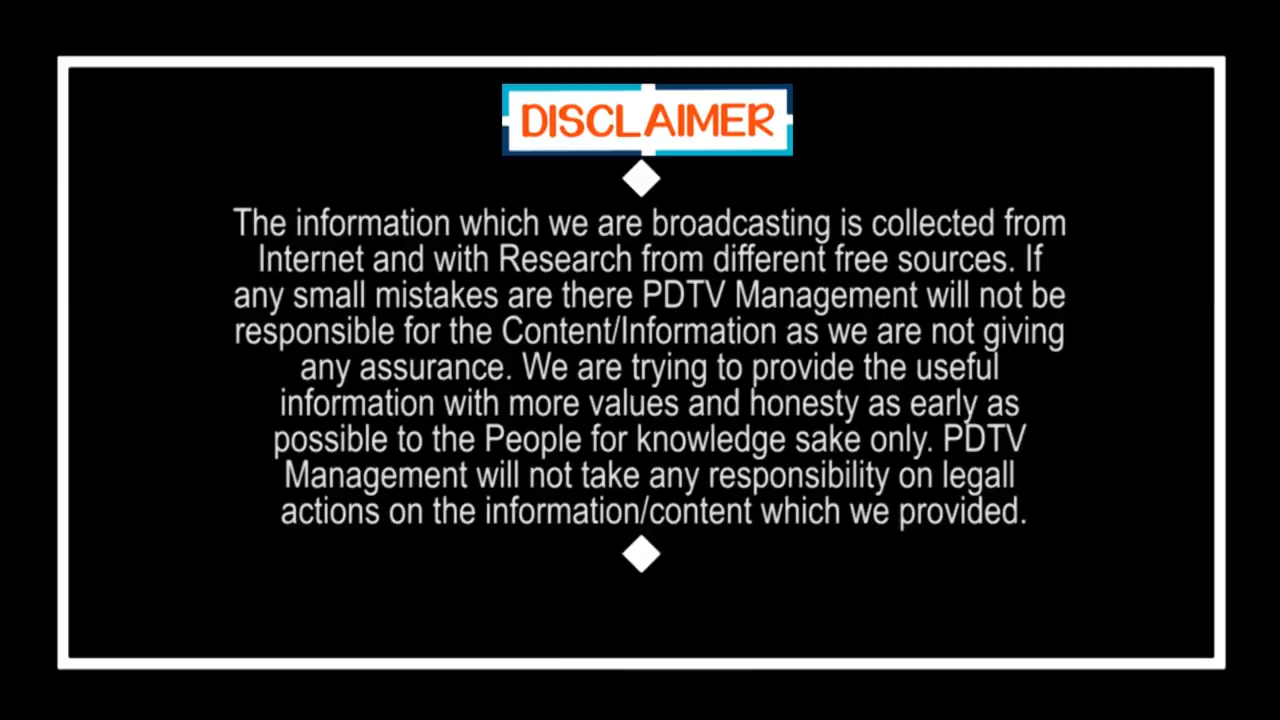 DISCLAIMER
The information which we are broadcasting is collected from
Internet and with Research from different free sources. If
any small mistakes are there PDTV Management will not be
responsible for the Content/Information as we are not giving
any assurance. We are trying to provide the useful
information with more values and honesty as early as
possible to the People for knowledge sake only. PDTV
Management will not take any responsibility on legall
actions on the information/content which we provided.